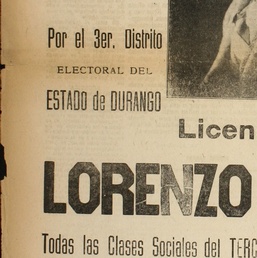 Por el 3er. Distrito
ELECTORAL DEL
ESTADO de DURANGO
Licen
LORENZO
Todas las Clases Sociales del TERC